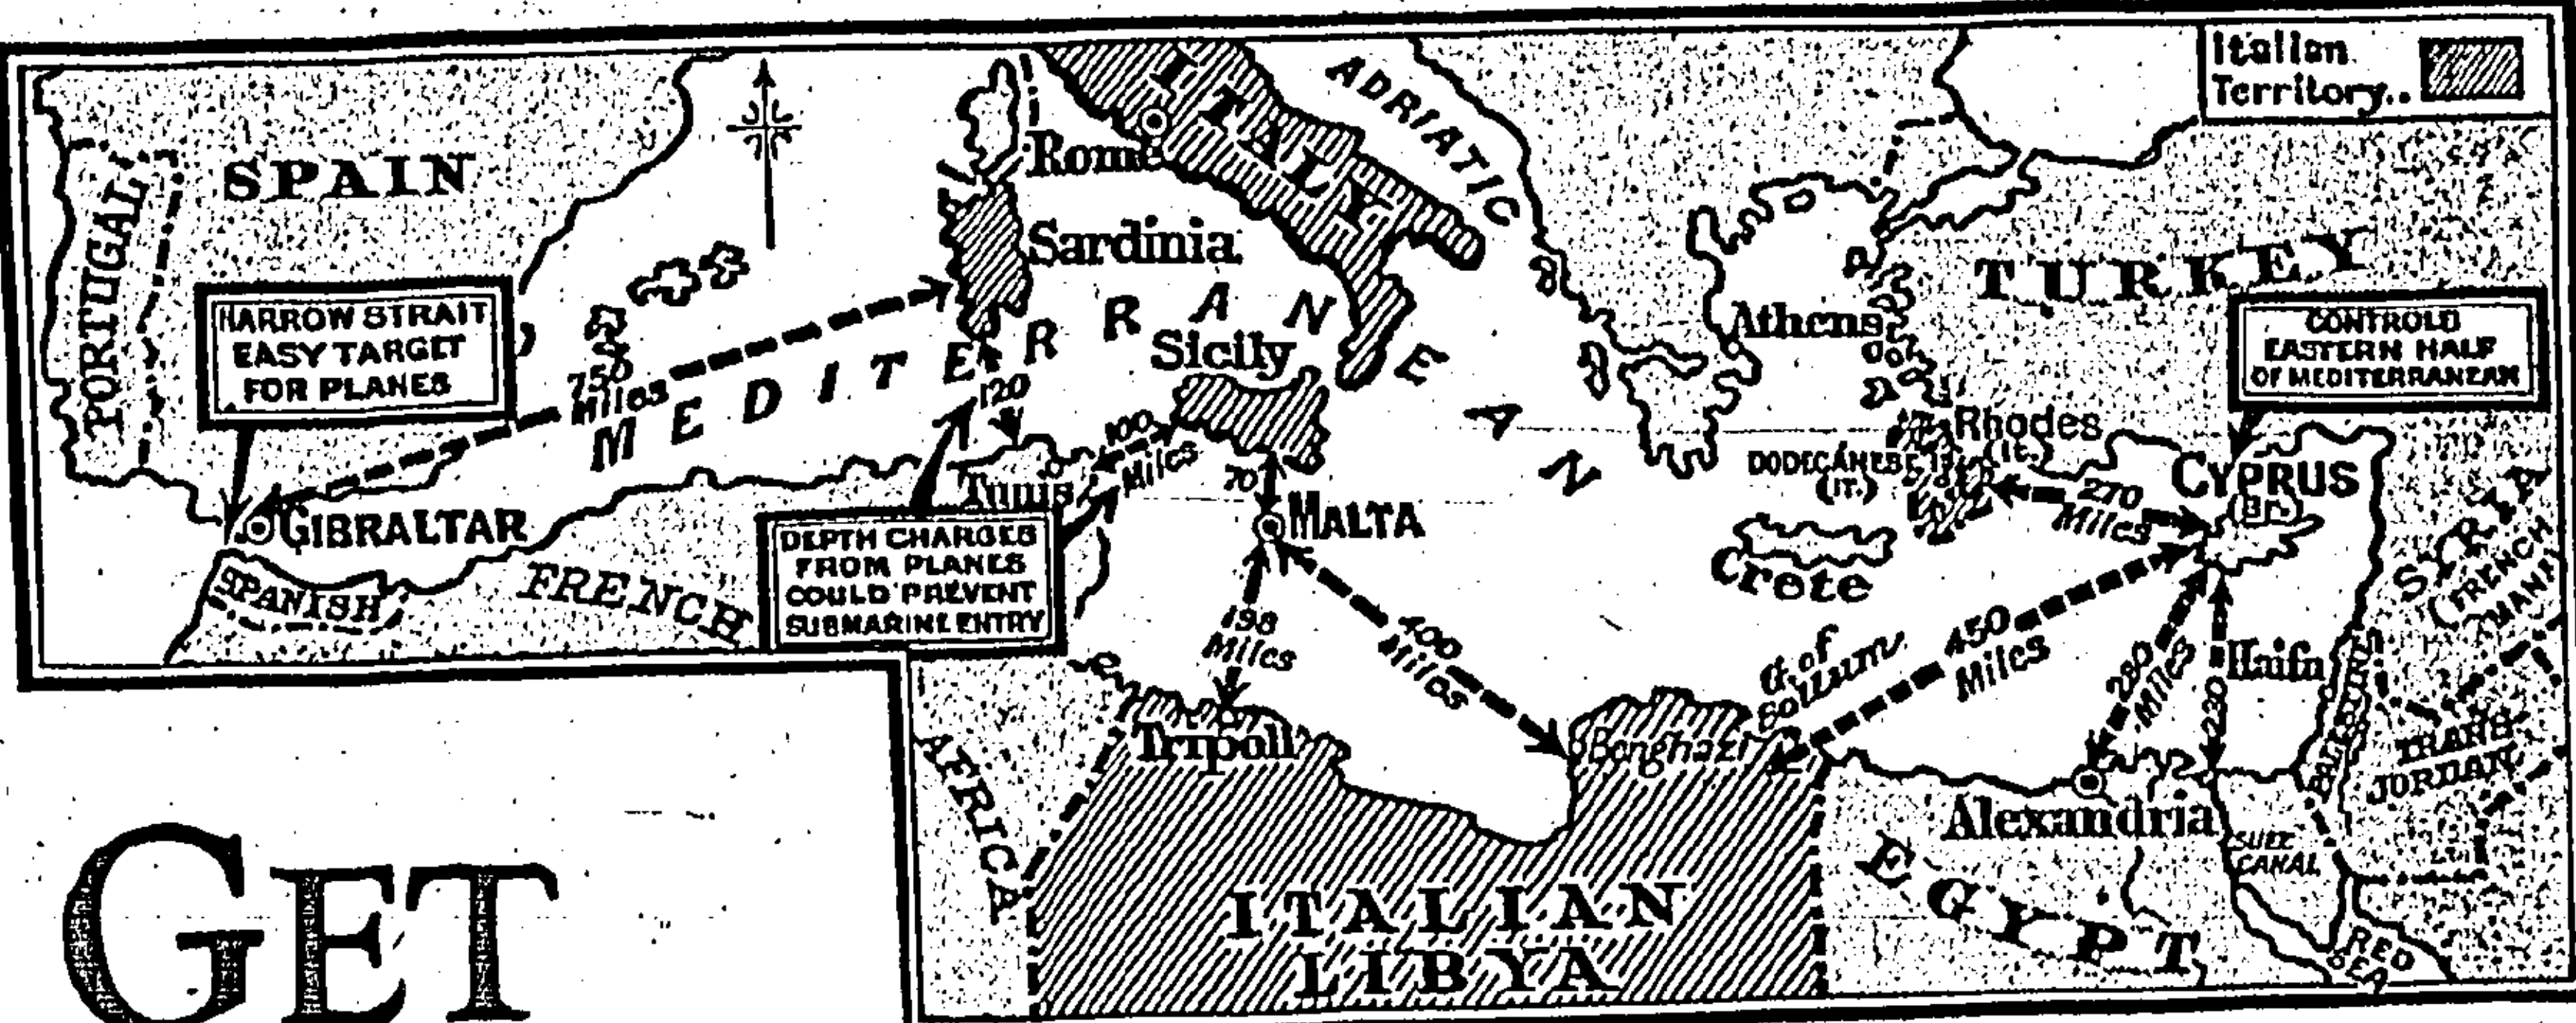 Italian
Territory..
ITALY
ADRIATIC
Rome
SPAIN
PORTUGAL
Sardinia
TURKEY
NARROW STRAIT
EASY TARGET
FOR PLANES
750
Miles
MEDITERRANEAN
Sicily
Athens
CONTROLS
EASTERN HALF
OF MEDITERRANEAN
120
100
Miles
70
Rhodes
(It.)
DODECANESE
(IT.)
270
Miles
CYPRUS
(Br.)
SYRIA
(FRENCH
MAN.)
Tunis
GIBRALTAR
MALTA
Crete
SPANISH
FRENCH
DEPTH CHARGES
FROM PLANES
COULD PREVENT
SUBMARINE ENTRY
198
Miles
400
Miles
G. of
Sollum
450
Miles
280
Miles
230
Haifa
PALESTINE
TRANS
JORDAN
Tripoli
Benghazi
AFRICA
Alexandria
SUEZ
CANAL
EGYPT
RED
SEA
ITALIAN
LIBYA
GET